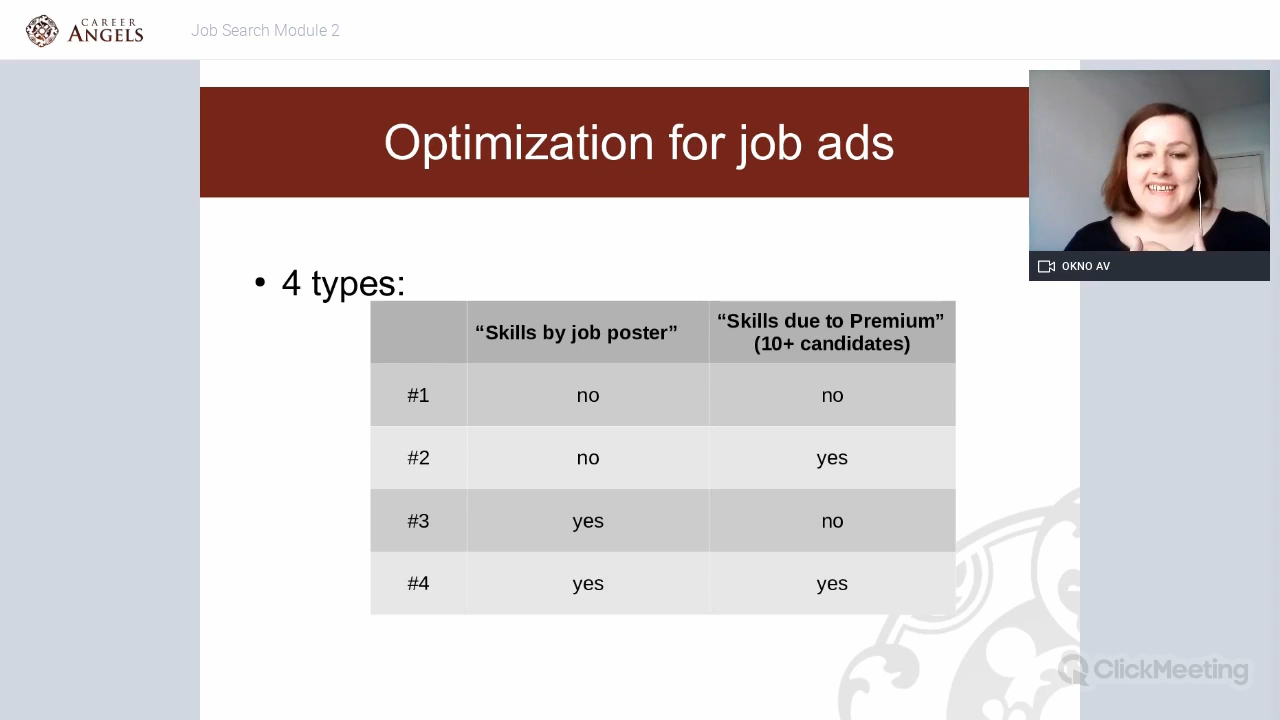 CAREER
ANGELS
Job Search Module 2
Optimization for job ads
OKNO AV
• 4 types:
“Skills by job poster”
“Skills due to Premium”
(10+ candidates)
#1 no no
#2 no yes
#3 yes no
#4 yes yes
ClickMeeting